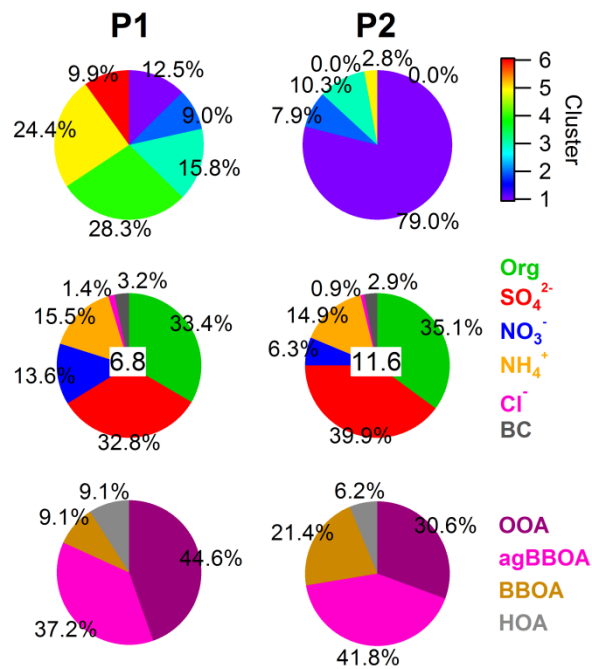 P1 P2
9.9% 12.5% 9.0% 15.8% 28.3% 24.4%
0.0% 2.8% 0.0% 10.3% 7.9% 79.0%
6
5
4
3
2
1
Cluster
1.4% 3.2% 33.4% 32.8% 13.6% 15.5% 6.8
0.9% 2.9% 35.1% 39.9% 6.3% 14.9% 11.6
Org
SO₄²⁻
NO₃⁻
NH₄⁺
Cl⁻
BC
9.1% 9.1% 44.6% 37.2%
6.2% 21.4% 30.6% 41.8%
OOA
agBBOA
BBOA
HOA